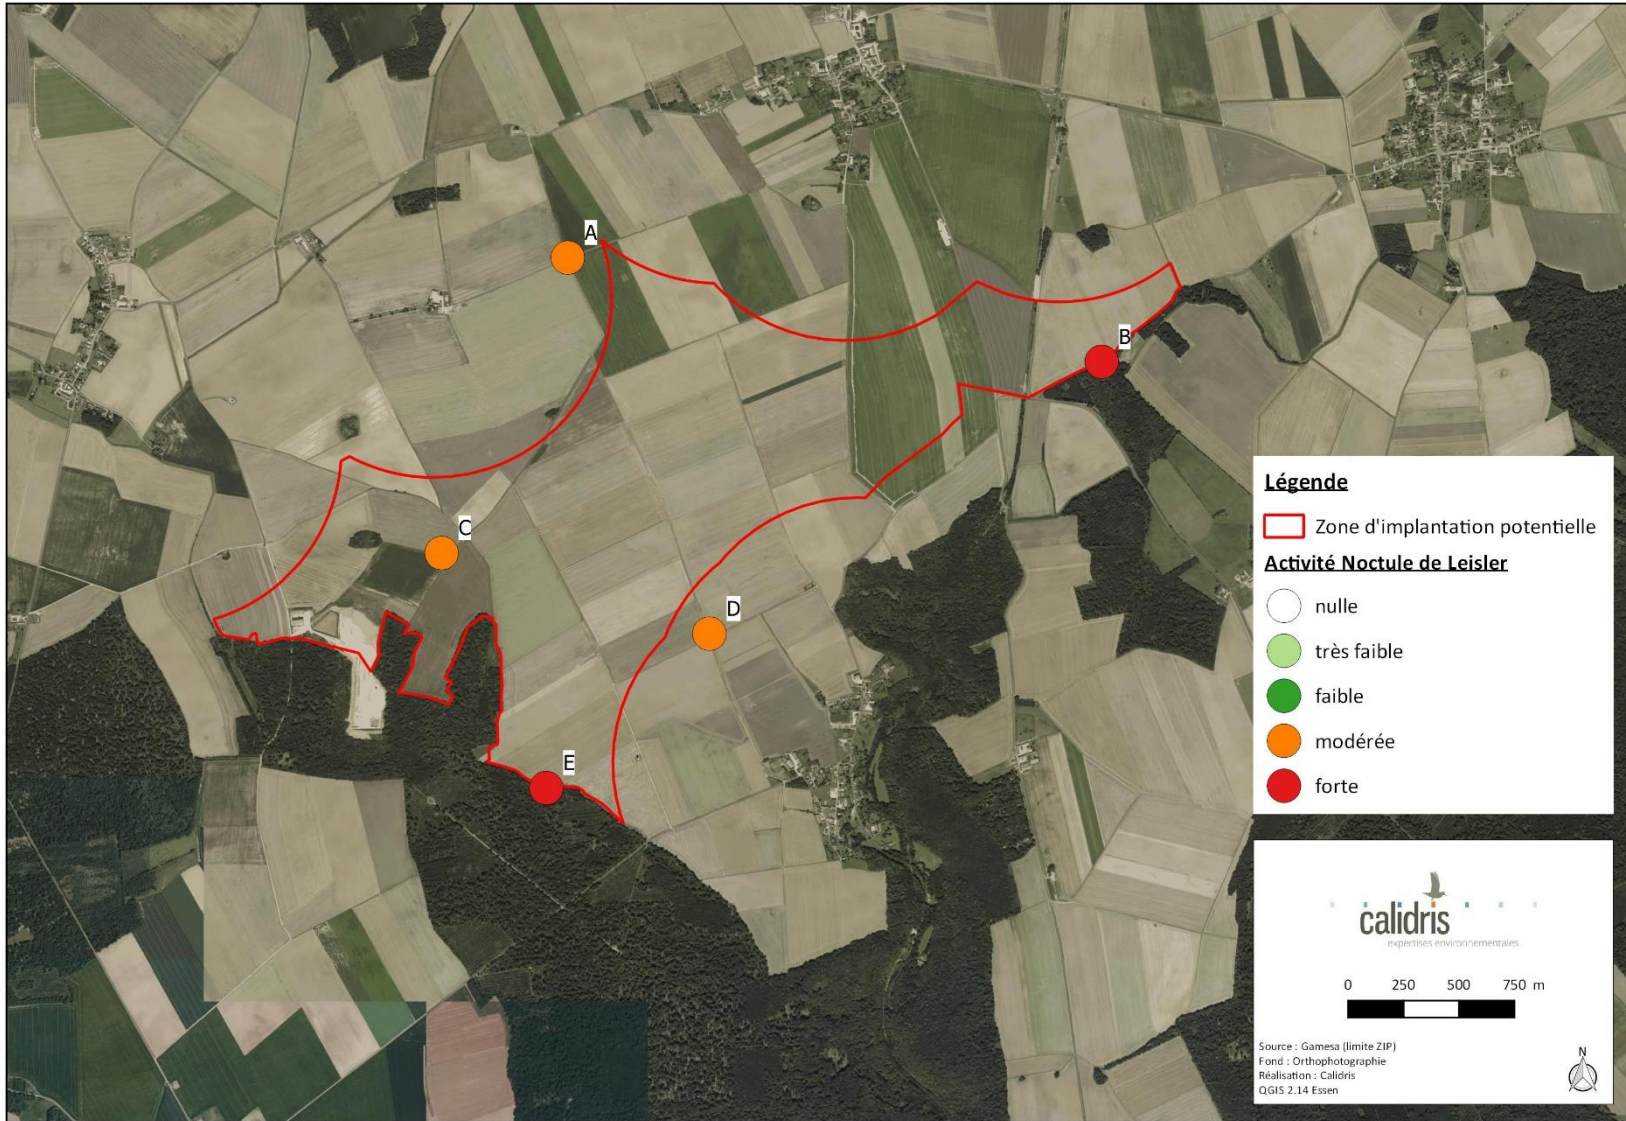 A
B
C
D
E
Légende
Zone d'implantation potentielle
Activité Noctule de Leisler
nulle
très faible
faible
modérée
forte
calidris
expertises environnementales
0 250 500 750 m
Source : Gamesa (limite ZIP)
Fond : Orthophotographie
Réalisation : Calidris
QGIS 2.14 Essen
N